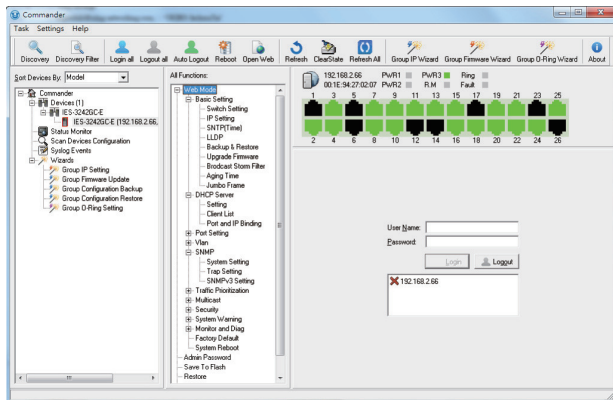 Commander
Task Settings Help
Discovery Discovery Filter Login all Logout all Auto Logout Reboot Open Web Refresh ClearState Refresh All Group IP Wizard Group Firmware Wizard Group O-Ring Wizard About
Sort Devices By: Model
Commander
Devices (1)
IES-3242GC-E
IES-3242GC-E (192.168.2.66,
Status Monitor
Scan Devices Configuration
Syslog Events
Wizards
Group IP Setting
Group Firmware Update
Group Configuration Backup
Group Configuration Restore
Group O-Ring Setting
All Functions:
Web Mode
Basic Setting
Switch Setting
IP Setting
SNTP(Time)
LLDP
Backup & Restore
Upgrade Firmware
Brodcast Storm Filter
Aging Time
Jumbo Frame
DHCP Server
Setting
Client List
Port and IP Binding
Port Setting
Vlan
SNMP
System Setting
Trap Setting
SNMPv3 Setting
Traffic Prioritization
Multicast
Security
System Warning
Monitor and Diag
Factory Default
System Reboot
Admin Password
Save To Flash
Restore
192.168.2.66 PWR1 PWR3 Ring
00:1E:94:27:02:07 PWR2 R.M Fault
1 3 5 7 9 11 13 15 17 19 21 23 25
2 4 6 8 10 12 14 16 18 20 22 24 26
User Name:
Password:
Login Logout
192.168.2.66